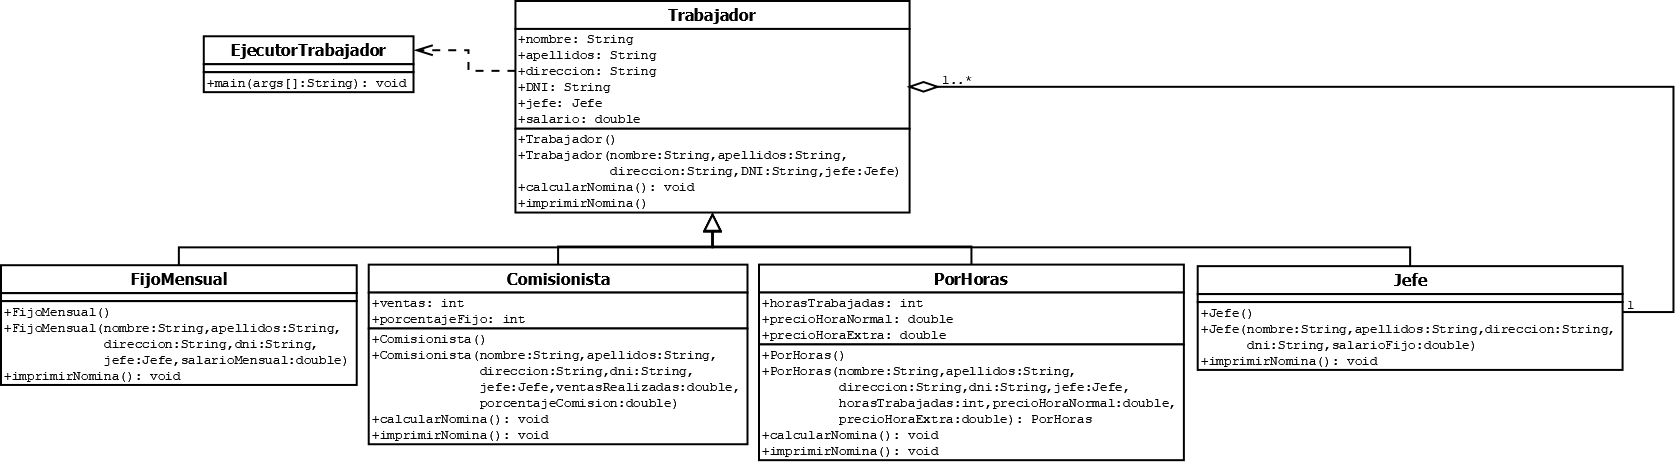 EjecutorTrabajador
+main(args[]:String): void
Trabajador
+nombre: String
+apellidos: String
+direccion: String
+DNI: String
+jefe: Jefe
+salario: double
+Trabajador()
+Trabajador(nombre:String,apellidos:String,
direccion:String,DNI:String,jefe:Jefe)
+calcularNomina(): void
+imprimirNomina()
1..*
FijoMensual
+FijoMensual()
+FijoMensual(nombre:String,apellidos:String,
direccion:String,dni:String,
jefe:Jefe,salarioMensual:double)
+imprimirNomina(): void
Comisionista
+ventas: int
+porcentajeFijo: int
+Comisionista()
+Comisionista(nombre:String,apellidos:String,
direccion:String,dni:String,
jefe:Jefe,ventasRealizadas:double,
porcentajeComision:double)
+calcularNomina(): void
+imprimirNomina(): void
PorHoras
+horasTrabajadas: int
+precioHoraNormal: double
+precioHoraExtra: double
+PorHoras()
+PorHoras(nombre:String,apellidos:String,
direccion:String,dni:String,jefe:Jefe,
horasTrabajadas:int,precioHoraNormal:double,
precioHoraExtra:double): PorHoras
+calcularNomina(): void
+imprimirNomina(): void
Jefe
+Jefe()
+Jefe(nombre:String,apellidos:String,direccion:String,
dni:String,salarioFijo:double)
+imprimirNomina(): void
1